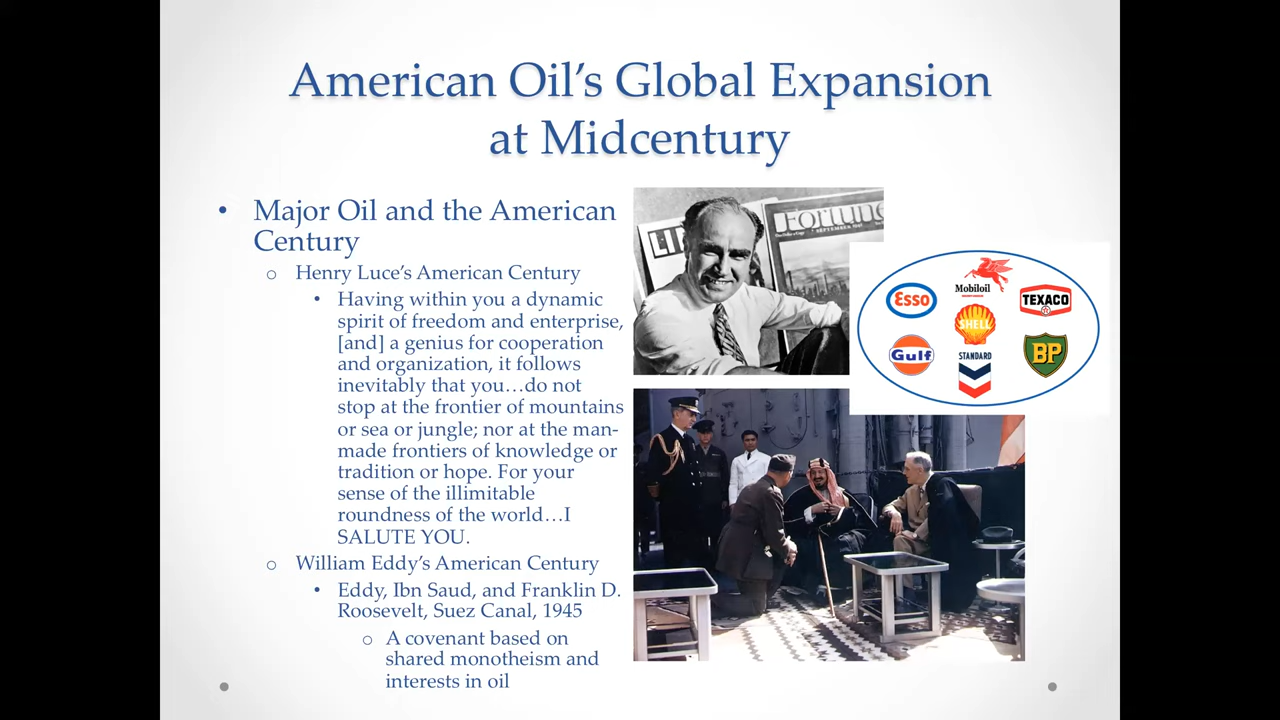 American Oil’s Global Expansion
at Midcentury
• Major Oil and the American
Century
o Henry Luce’s American Century
• Having within you a dynamic
spirit of freedom and enterprise,
[and] a genius for cooperation
and organization, it follows
inevitably that you…do not
stop at the frontier of mountains
or sea or jungle; nor at the man-
made frontiers of knowledge or
tradition or hope. For your
sense of the illimitable
roundness of the world…I
SALUTE YOU.
o William Eddy’s American Century
• Eddy, Ibn Saud, and Franklin D.
Roosevelt, Suez Canal, 1945
o A covenant based on
shared monotheism and
interests in oil
LI
Fortune
Esso
Mobiloil
TEXACO
SHELL
Gulf
STANDARD
BP